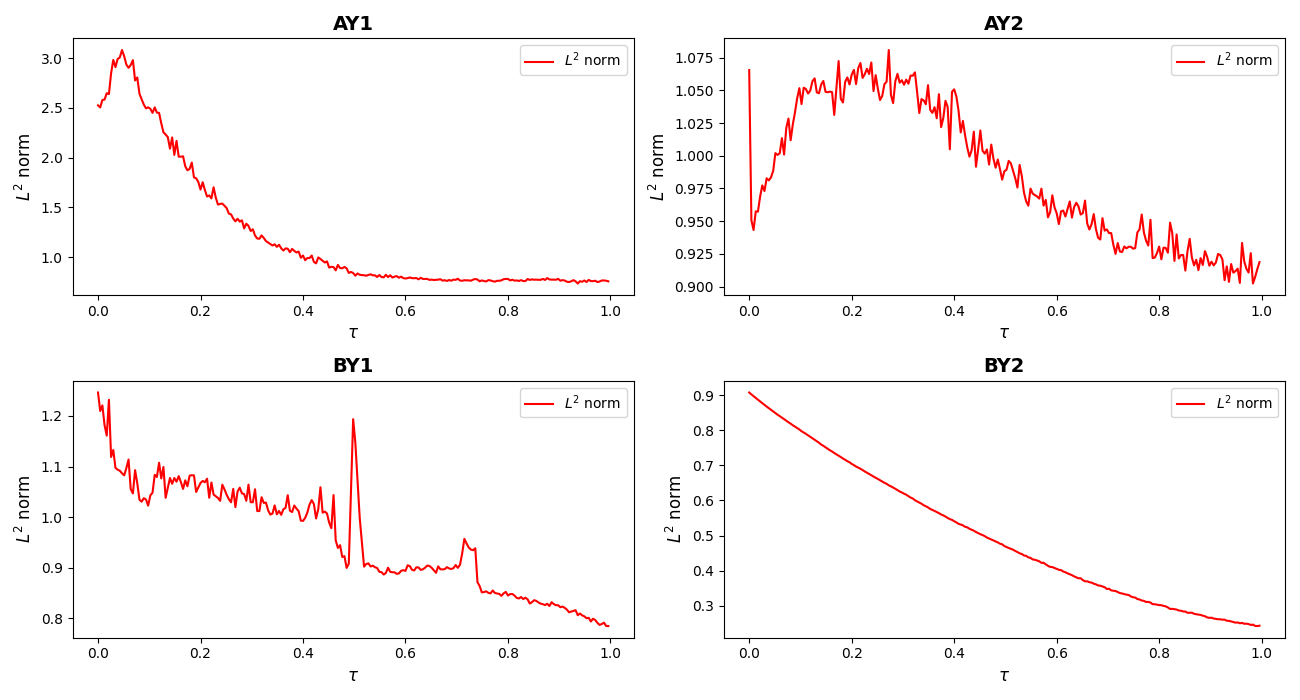 AY1
L² norm
3.0
2.5
2.0
1.5
1.0
L² norm
0.0 0.2 0.4 0.6 0.8 1.0
τ
AY2
L² norm
1.075
1.050
1.025
1.000
0.975
0.950
0.925
0.900
L² norm
0.0 0.2 0.4 0.6 0.8 1.0
τ
BY1
L² norm
1.2
1.1
1.0
0.9
0.8
L² norm
0.0 0.2 0.4 0.6 0.8 1.0
τ
BY2
L² norm
0.9
0.8
0.7
0.6
0.5
0.4
0.3
L² norm
0.0 0.2 0.4 0.6 0.8 1.0
τ